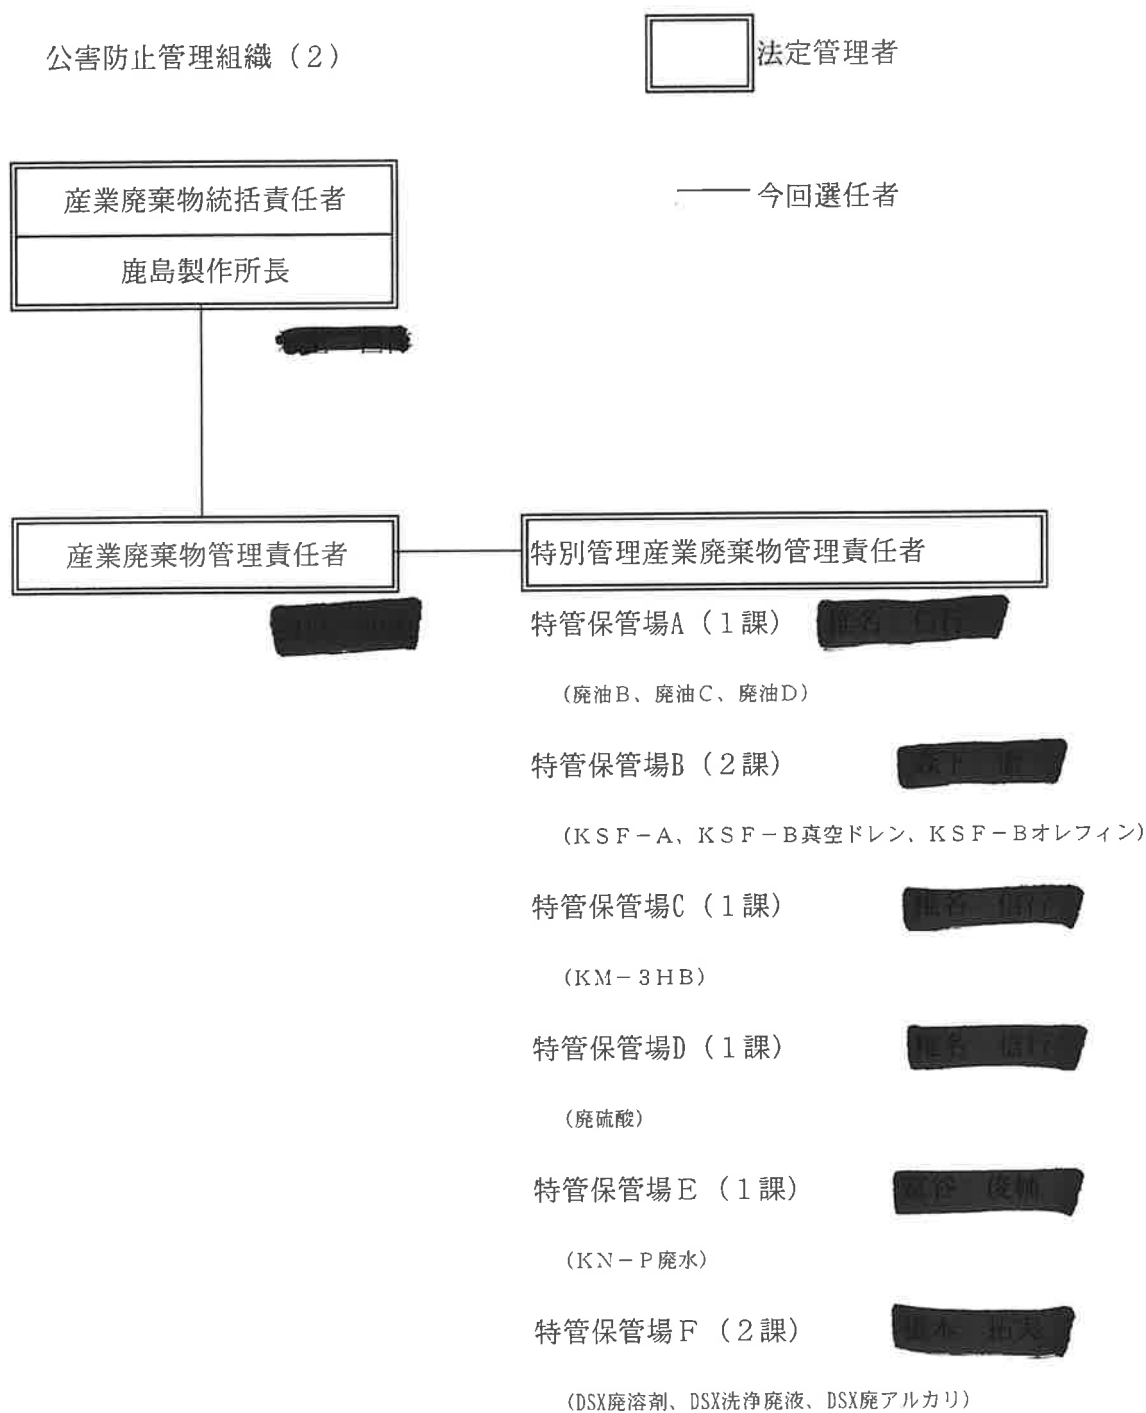 公害防止管理組織（２）
法定管理者
今回選任者
産業廃棄物統括責任者
鹿島製作所長
産業廃棄物管理責任者
特別管理産業廃棄物管理責任者
特管保管場A（１課）
（廃油Ｂ、廃油Ｃ、廃油Ｄ）
特管保管場B（２課）
（ＫＳＦ－Ａ、ＫＳＦ－Ｂ真空ドレン、ＫＳＦ－Ｂオレフィン）
特管保管場C（１課）
（ＫＭ－３ＨＢ）
特管保管場D（１課）
（廃硫酸）
特管保管場Ｅ（１課）
（ＫＮ－Ｐ廃水）
特管保管場Ｆ（２課）
（DSX廃溶剤、DSX洗浄廃液、DSX廃アルカリ）